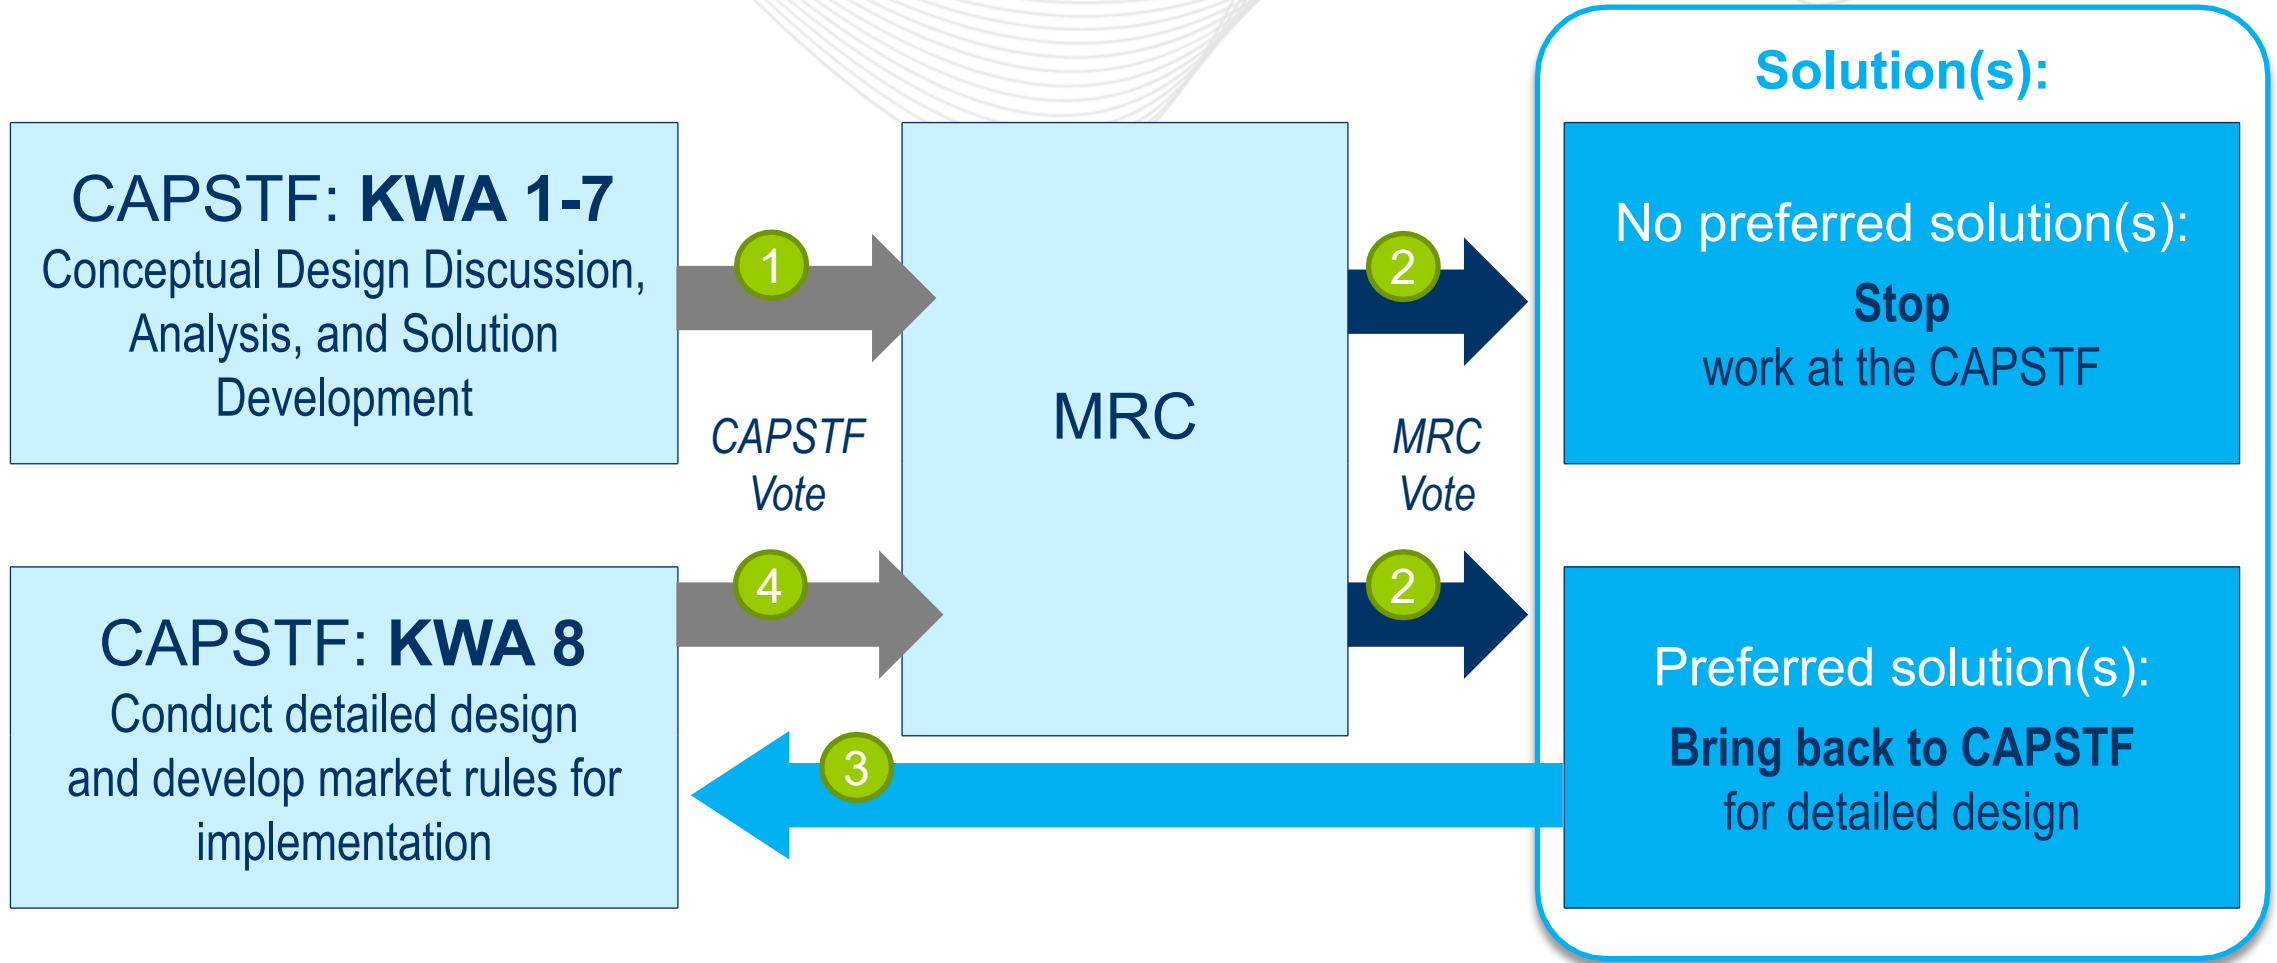 CAPSTF: KWA 1-7
Conceptual Design Discussion,
Analysis, and Solution
Development
1
CAPSTF
Vote
4
CAPSTF: KWA 8
Conduct detailed design
and develop market rules for
implementation
MRC
2
MRC
Vote
2
3
Solution(s):
No preferred solution(s):
Stop
work at the CAPSTF
Preferred solution(s):
Bring back to CAPSTF
for detailed design